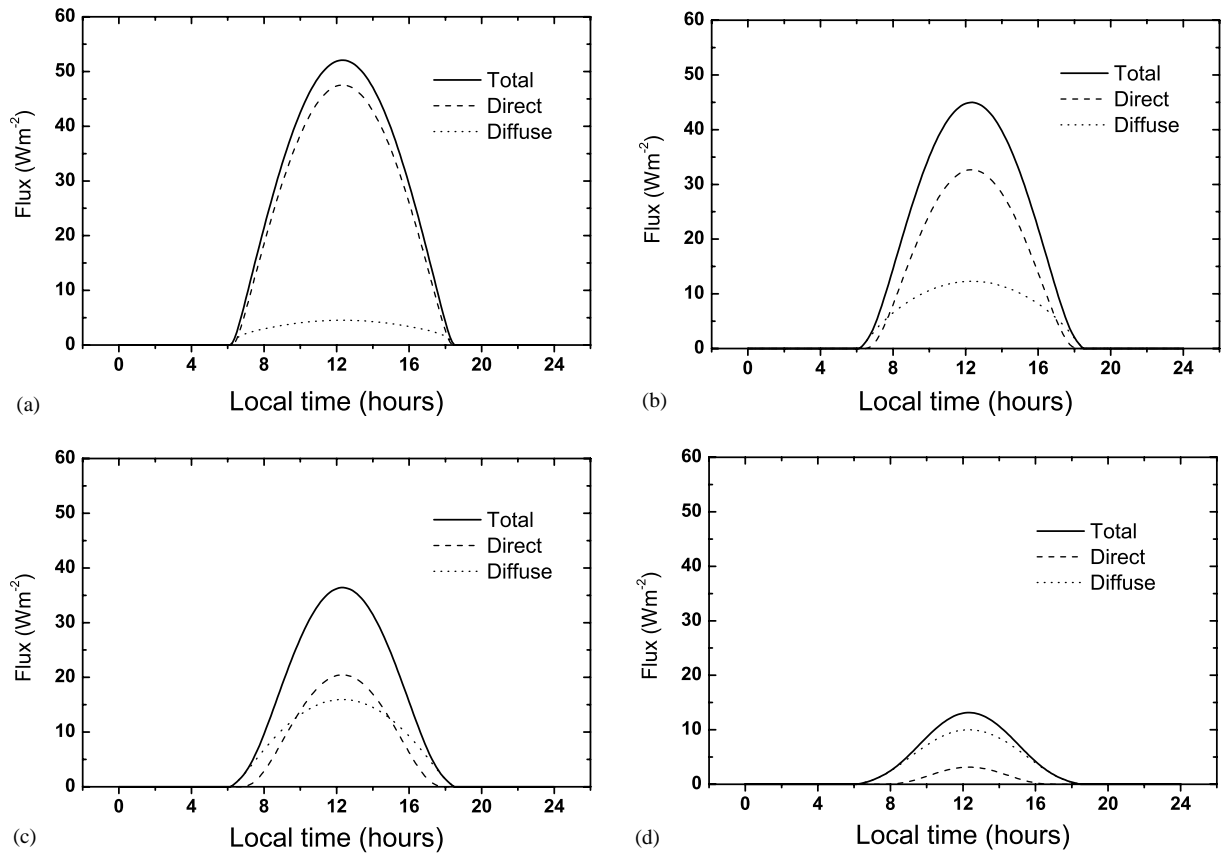 60
50
40
30
20
10
0
Flux (Wm-2)
Total
Direct
Diffuse
0 4 8 12 16 20 24
Local time (hours)
(a)
60
50
40
30
20
10
0
Flux (Wm-2)
Total
Direct
Diffuse
0 4 8 12 16 20 24
Local time (hours)
(b)
60
50
40
30
20
10
0
Flux (Wm-2)
Total
Direct
Diffuse
0 4 8 12 16 20 24
Local time (hours)
(c)
60
50
40
30
20
10
0
Flux (Wm-2)
Total
Direct
Diffuse
0 4 8 12 16 20 24
Local time (hours)
(d)